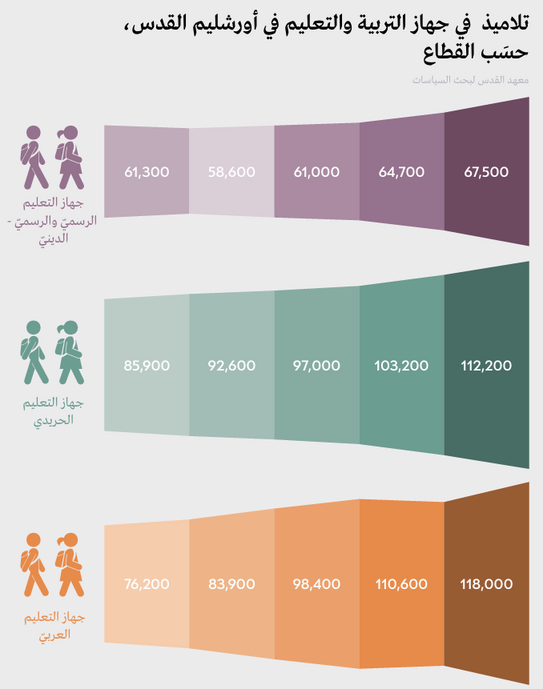 تلاميذ في جهاز التربية والتعليم في أورشليم القدس،
حسَب القطاع
معهد القدس لبحث السياسات
61,300 58,600 61,000 64,700 67,500
جهاز التعليم
الرسميّ والرسميّ -
الدينيّ
85,900 92,600 97,000 103,200 112,200
جهاز التعليم
الحريدي
76,200 83,900 98,400 110,600 118,000
جهاز التعليم
العربيّ